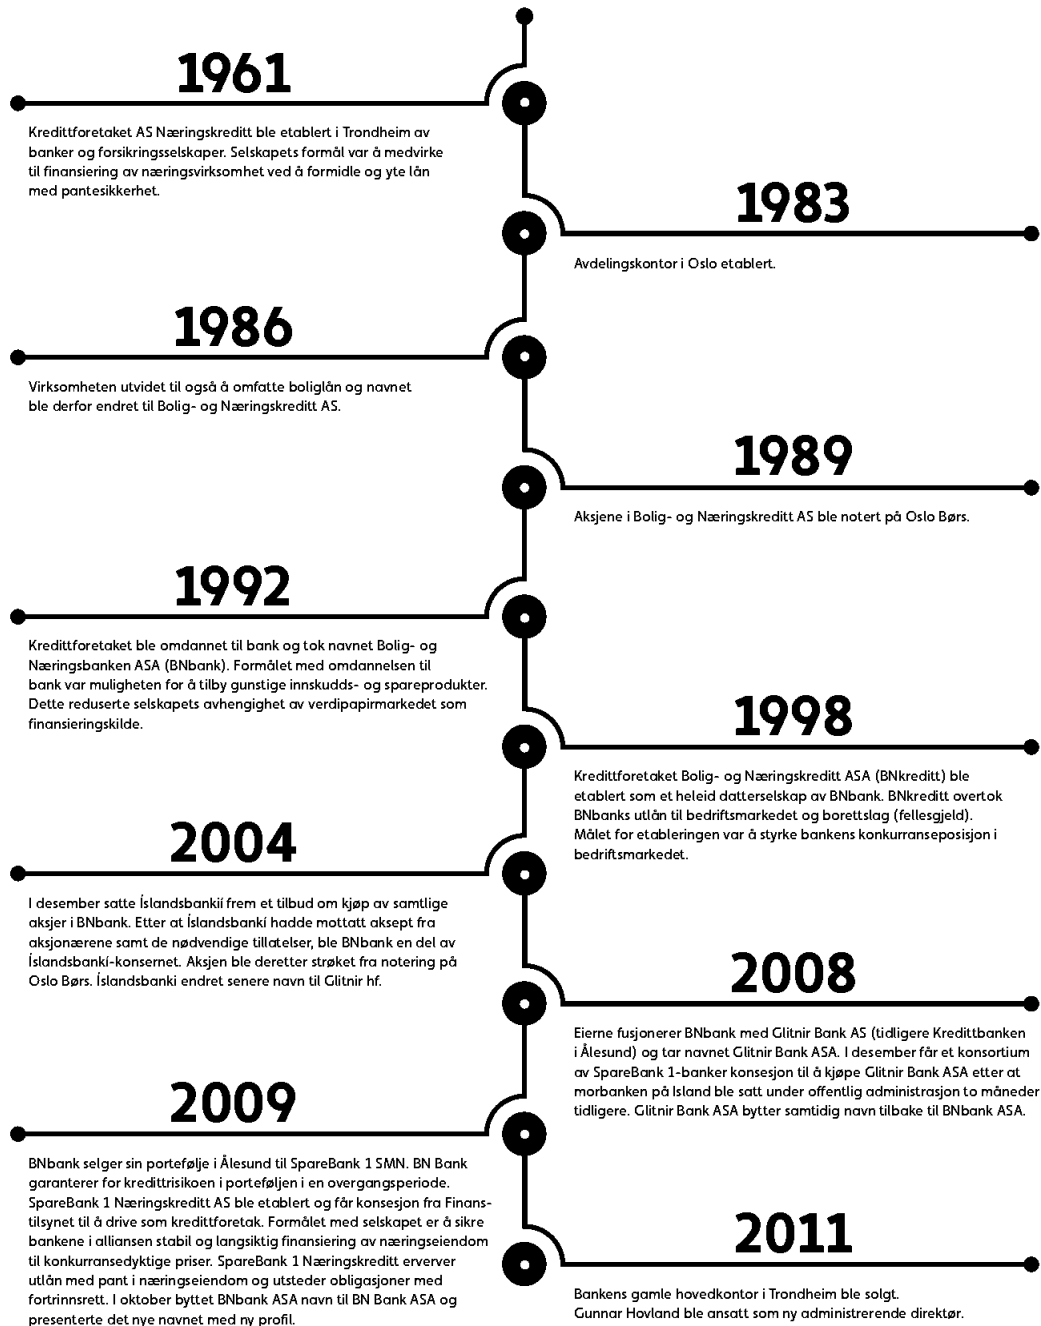 1961
Kredittforetaket AS Næringskreditt ble etablert i Trondheim av
banker og forsikringsselskaper. Selskapets formål var å medvirke
til finansiering av næringsvirksomhet ved å formidle og yte lån
med pantesikkerhet.
1983
Avdelingskontor i Oslo etablert.
1986
Virksomheten utvidet til også å omfatte boliglån og navnet
ble derfor endret til Bolig- og Næringskreditt AS.
1989
Aksjene i Bolig- og Næringskreditt AS ble notert på Oslo Børs.
1992
Kredittforetaket ble omdannet til bank og tok navnet Bolig- og
Næringsbanken ASA (BNbank). Formålet med omdannelsen til
bank var muligheten for å tilby gunstige innskudds- og spareprodukter.
Dette reduserte selskapets avhengighet av verdipapirmarkedet som
finansieringskilde.
1998
Kredittforetaket Bolig- og Næringskreditt ASA (BNkreditt) ble
etablert som et heleid datterselskap av BNbank. BNkreditt overtok
BNbanks utlån til bedriftsmarkedet og borettslag (fellesgjeld).
Målet for etableringen var å styrke bankens konkurranseposisjon i
bedriftsmarkedet.
2004
I desember satte Íslandsbankií frem et tilbud om kjøp av samtlige
aksjer i BNbank. Etter at Íslandsbankí hadde mottatt aksept fra
aksjonærene samt de nødvendige tillatelser, ble BNbank en del av
Íslandsbankí-konsernet. Aksjen ble deretter strøket fra notering på
Oslo Børs. Íslandsbanki endret senere navn til Glitnir hf.
2008
Eierne fusjonerer BNbank med Glitnir Bank AS (tidligere Kredittbanken
i Ålesund) og tar navnet Glitnir Bank ASA. I desember får et konsortium
av SpareBank 1-banker konsesjon til å kjøpe Glitnir Bank ASA etter at
morbanken på Island ble satt under offentlig administrasjon to måneder
tidligere. Glitnir Bank ASA bytter samtidig navn tilbake til BNbank ASA.
2009
BNbank selger sin portefølje i Ålesund til SpareBank 1 SMN. BN Bank
garanterer for kredittrisikoen i porteføljen i en overgangsperiode.
SpareBank 1 Næringskreditt AS ble etablert og får konsesjon fra Finans-
tilsynet til å drive som kredittforetak. Formålet med selskapet er å sikre
bankene i alliansen stabil og langsiktig finansiering av næringseiendom
til konkurransedyktige priser. SpareBank 1 Næringskreditt erverver
utlån med pant i næringseiendom og utsteder obligasjoner med
fortrinnsrett. I oktober byttet BNbank ASA navn til BN Bank ASA og
presenterte det nye navnet med ny profil.
2011
Bankens gamle hovedkontor i Trondheim ble solgt.
Gunnar Hovland ble ansatt som ny administrerende direktør.